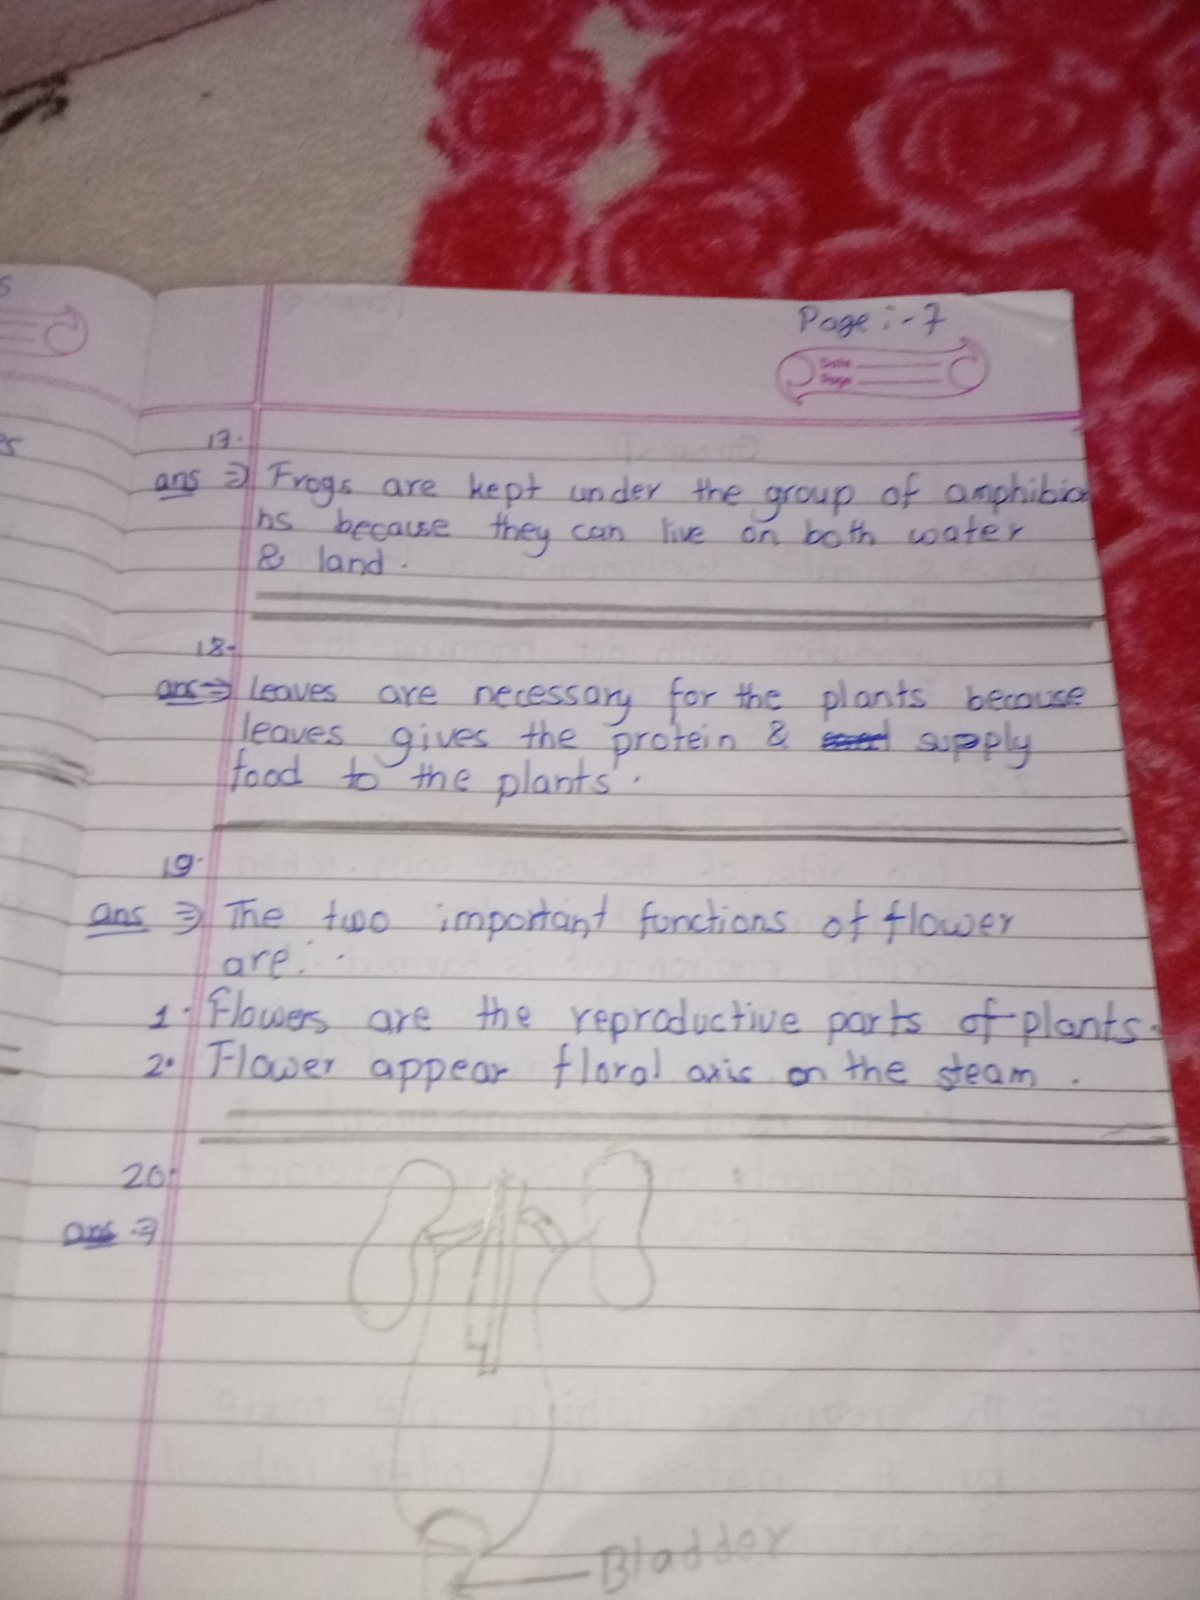 s
Page :- 7
Date
Page
es
17.
ans ⇒ Frogs are kept under the group of amphibia
ns because they can live on both water
& land.
18-
ans ⇒ leaves are necessary for the plants because
leaves gives the protein & supply
food to the plants.
19.
ans ⇒ The two important functions of flower
are:
1. Flowers are the reproductive parts of plants.
2. Flower appear floral axis on the steam.
20.
ans ⇒
Bladder